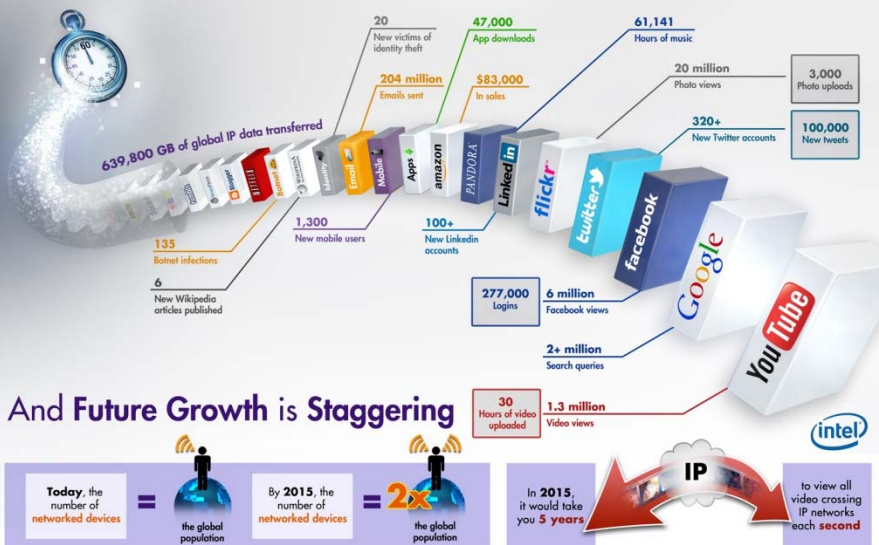 60
20
New victims of
identity theft
47,000
App downloads
61,141
Hours of music
204 million
Emails sent
$83,000
In sales
20 million
Photo views
3,000
Photo uploads
320+
New Twitter accounts
100,000
New tweets
639,800 GB of global IP data transferred
Blogger
NETFLIX
Botnet
Identity
Email
Mobile
Apps
amazon
PANDORA
Linked in
flickr
twitter
facebook
Google
YouTube
135
Botnet infections
6
New Wikipedia
articles published
1,300
New mobile users
100+
New Linkedin
accounts
277,000
Logins
6 million
Facebook views
2+ million
Search queries
30
Hours of video
uploaded
1.3 million
Video views
intel
And Future Growth is Staggering
Today, the
number of
networked devices
=
the global
population
By 2015, the
number of
networked devices
=
2x
the global
population
In 2015,
it would take
you 5 years
IP
to view all
video crossing
IP networks
each second